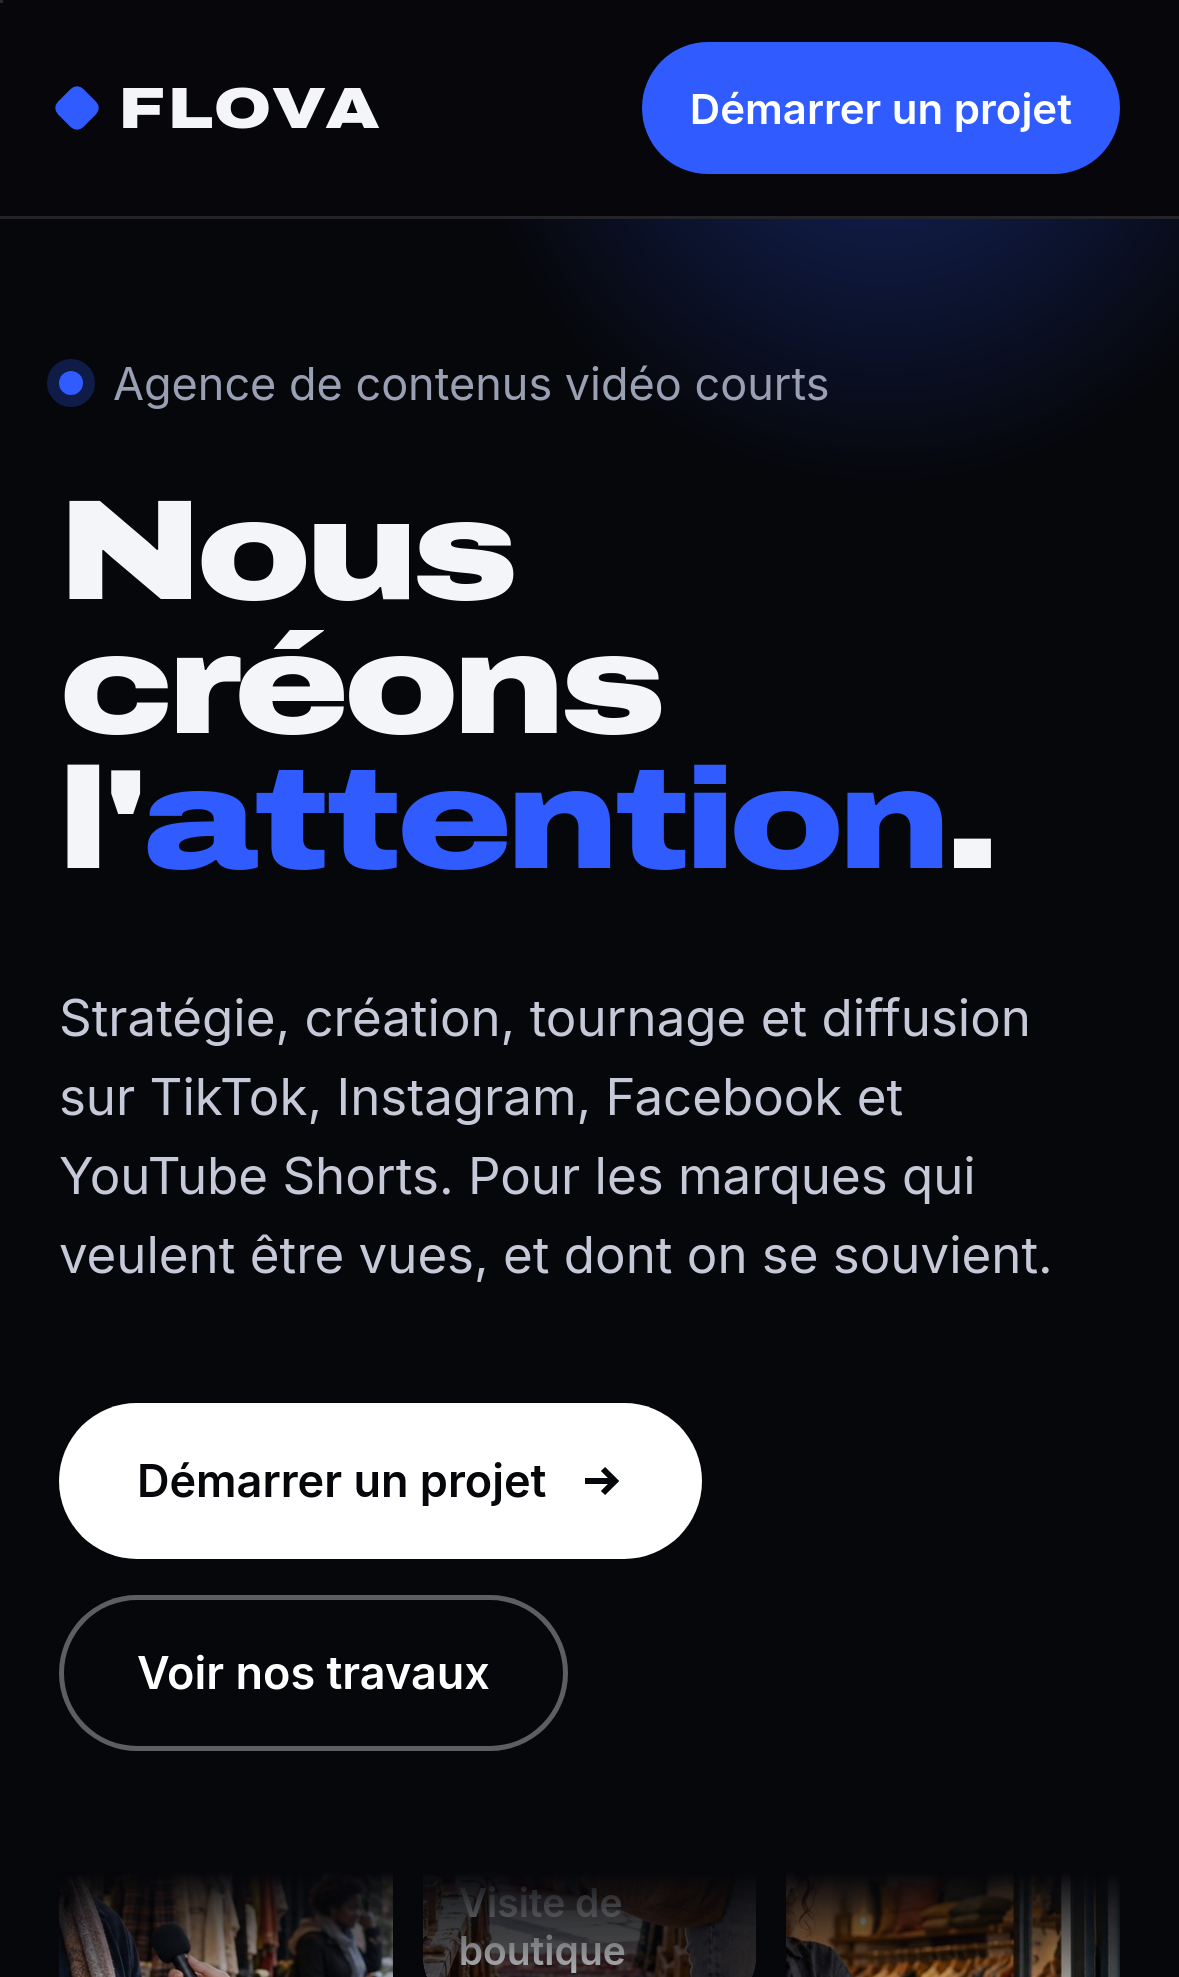 FLOVA
Démarrer un projet
Agence de contenus vidéo courts
Nous
créons
l'attention.
Stratégie, création, tournage et diffusion
sur TikTok, Instagram, Facebook et
YouTube Shorts. Pour les marques qui
veulent être vues, et dont on se souvient.
Démarrer un projet →
Voir nos travaux
Visite de
boutique